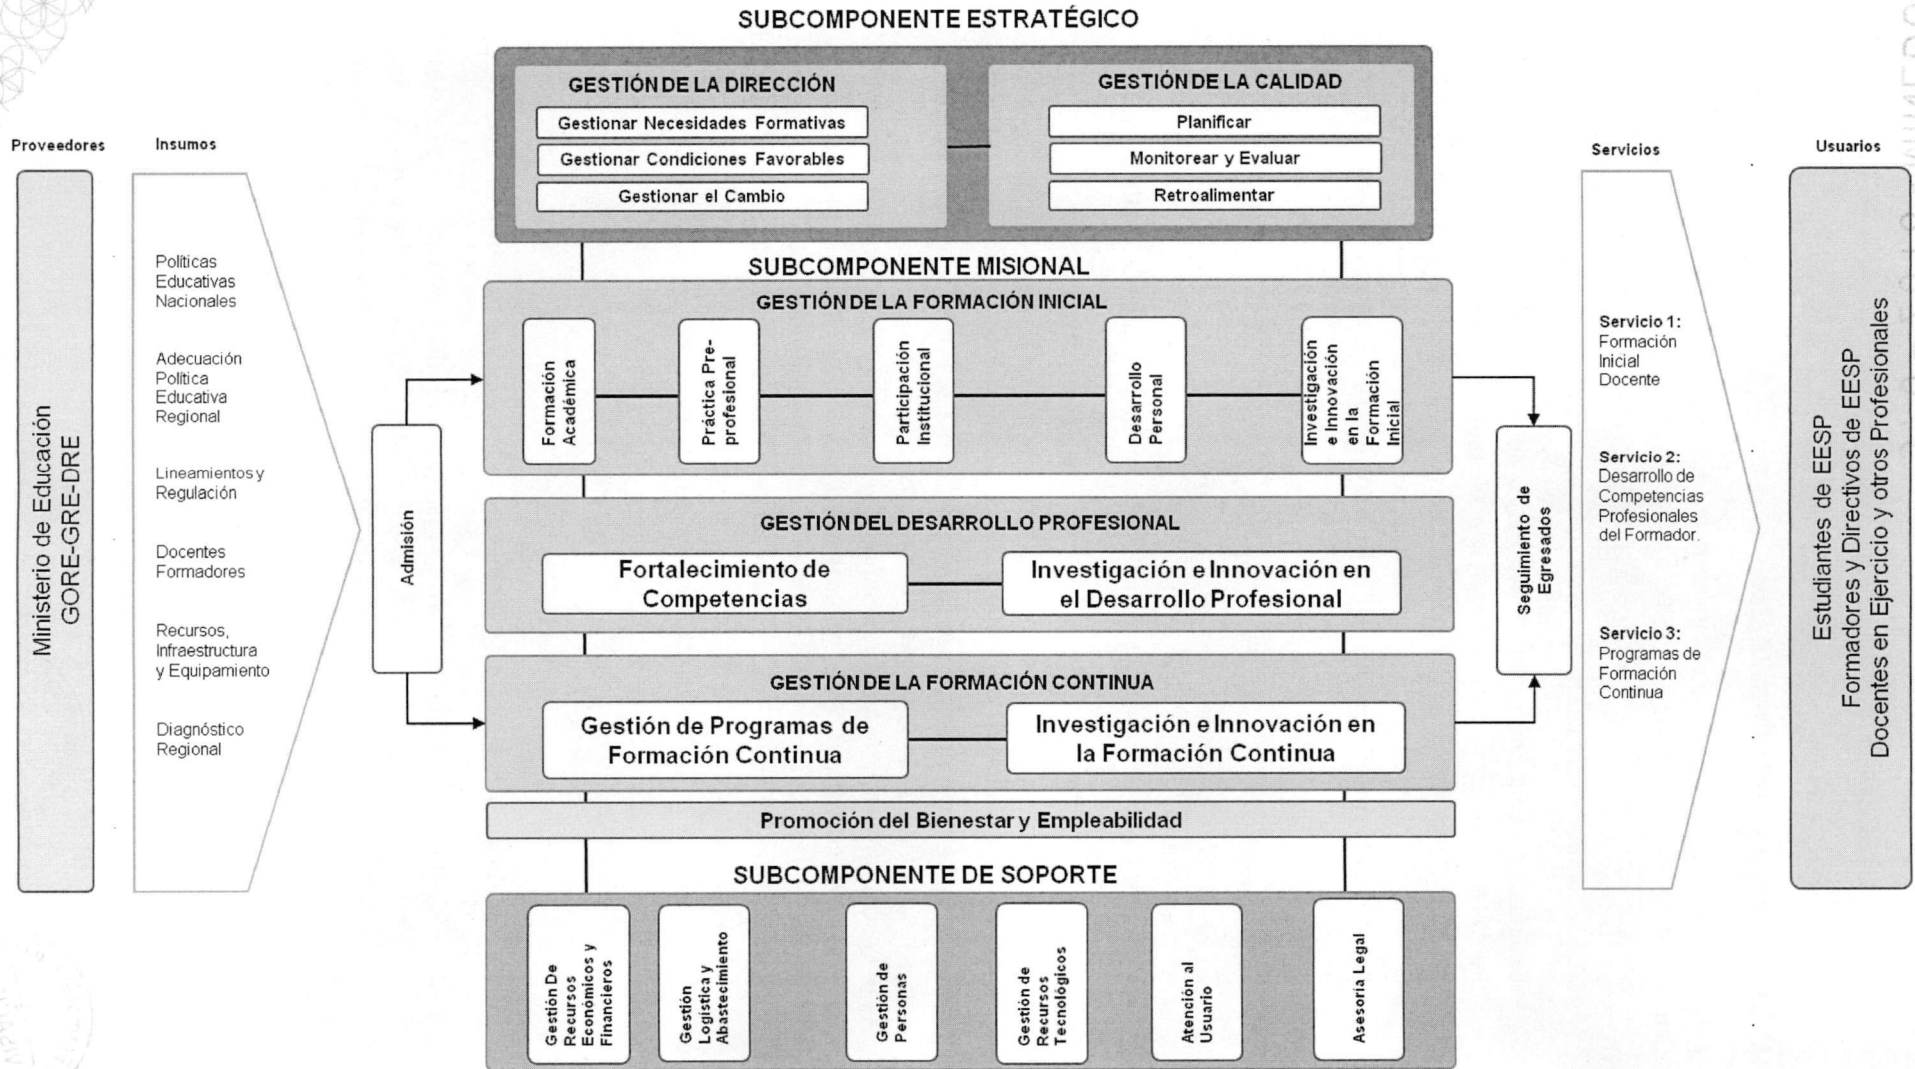 SUBCOMPONENTE ESTRATÉGICO
GESTIÓN DE LA DIRECCIÓN
Gestionar Necesidades Formativas
Gestionar Condiciones Favorables
Gestionar el Cambio
GESTIÓN DE LA CALIDAD
Planificar
Monitorear y Evaluar
Retroalimentar
Proveedores
Ministerio de Educación
GORE-GRE-DRE
Insumos
Políticas
Educativas
Nacionales
Adecuación
Política
Educativa
Regional
Lineamientos y
Regulación
Docentes
Formadores
Recursos,
Infraestructura
y Equipamiento
Diagnóstico
Regional
Admisión
SUBCOMPONENTE MISIONAL
GESTIÓN DE LA FORMACIÓN INICIAL
Formación
Académica
Práctica Pre-
profesional
Participación
Institucional
Desarrollo
Personal
Investigación
e Innovación
en la
Formación
Inicial
GESTIÓN DEL DESARROLLO PROFESIONAL
Fortalecimiento de
Competencias
Investigación e Innovación en
el Desarrollo Profesional
GESTIÓN DE LA FORMACIÓN CONTINUA
Gestión de Programas de
Formación Continua
Investigación e Innovación en
la Formación Continua
Promoción del Bienestar y Empleabilidad
SUBCOMPONENTE DE SOPORTE
Gestión De
Recursos
Económicos y
Financieros
Gestión
Logística y
Abastecimiento
Gestión de
Personas
Gestión de
Recursos
Tecnológicos
Atención al
Usuario
Asesoría Legal
Seguimiento de
Egresados
Servicios
Servicio 1:
Formación
Inicial
Docente
Servicio 2:
Desarrollo de
Competencias
Profesionales
del Formador.
Servicio 3:
Programas de
Formación
Continua
Usuarios
Estudiantes de EESP
Formadores y Directivos de EESP
Docentes en Ejercicio y otros Profesionales